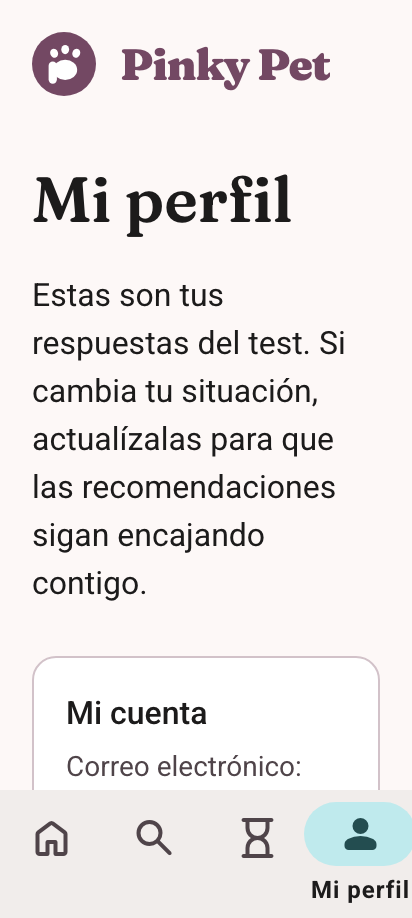 Pinky Pet
Mi perfil
Estas son tus
respuestas del test. Si
cambia tu situación,
actualízalas para que
las recomendaciones
sigan encajando
contigo.
Mi cuenta
Correo electrónico:
Mi perfil